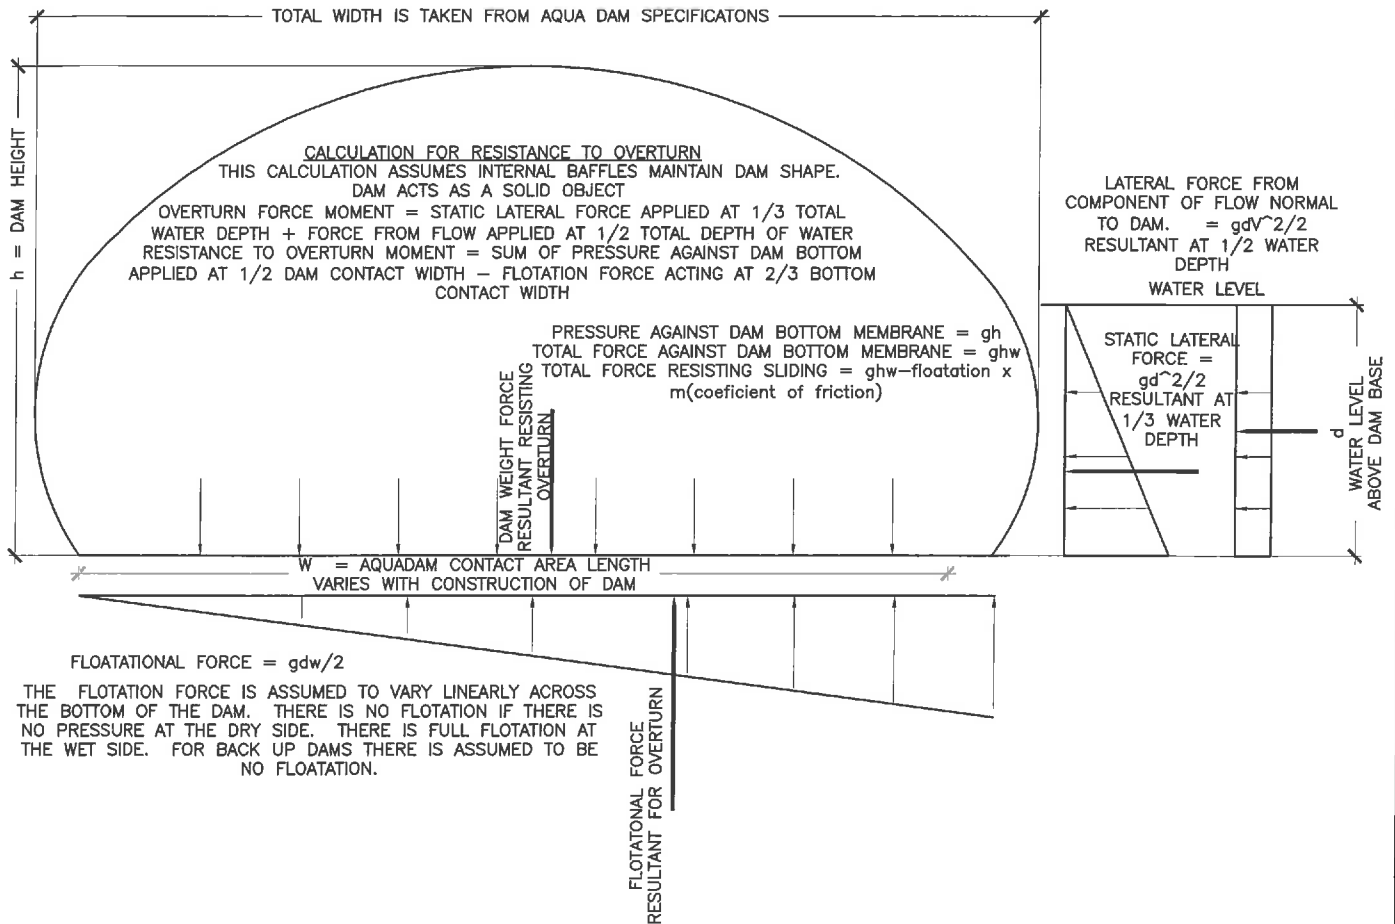 TOTAL WIDTH IS TAKEN FROM AQUA DAM SPECIFICATONS
h = DAM HEIGHT
CALCULATION FOR RESISTANCE TO OVERTURN
THIS CALCULATION ASSUMES INTERNAL BAFFLES MAINTAIN DAM SHAPE.
DAM ACTS AS A SOLID OBJECT
OVERTURN FORCE MOMENT = STATIC LATERAL FORCE APPLIED AT 1/3 TOTAL
WATER DEPTH + FORCE FROM FLOW APPLIED AT 1/2 TOTAL DEPTH OF WATER
RESISTANCE TO OVERTURN MOMENT = SUM OF PRESSURE AGAINST DAM BOTTOM
APPLIED AT 1/2 DAM CONTACT WIDTH – FLOTATION FORCE ACTING AT 2/3 BOTTOM
CONTACT WIDTH
PRESSURE AGAINST DAM BOTTOM MEMBRANE = gh
TOTAL FORCE AGAINST DAM BOTTOM MEMBRANE = ghw
TOTAL FORCE RESISTING SLIDING = ghw–floatation x
m(coeficient of friction)
DAM WEIGHT FORCE
RESULTANT RESISTING
OVERTURN
LATERAL FORCE FROM
COMPONENT OF FLOW NORMAL
TO DAM. = gdV^2/2
RESULTANT AT 1/2 WATER
DEPTH
WATER LEVEL
STATIC LATERAL
FORCE =
gd^2/2
RESULTANT AT
1/3 WATER
DEPTH
d
WATER LEVEL
ABOVE DAM BASE
W = AQUADAM CONTACT AREA LENGTH
VARIES WITH CONSTRUCTION OF DAM
FLOATATIONAL FORCE = gdw/2
THE FLOTATION FORCE IS ASSUMED TO VARY LINEARLY ACROSS
THE BOTTOM OF THE DAM. THERE IS NO FLOTATION IF THERE IS
NO PRESSURE AT THE DRY SIDE. THERE IS FULL FLOTATION AT
THE WET SIDE. FOR BACK UP DAMS THERE IS ASSUMED TO BE
NO FLOATATION.
FLOTATONAL FORCE
RESULTANT FOR OVERTURN